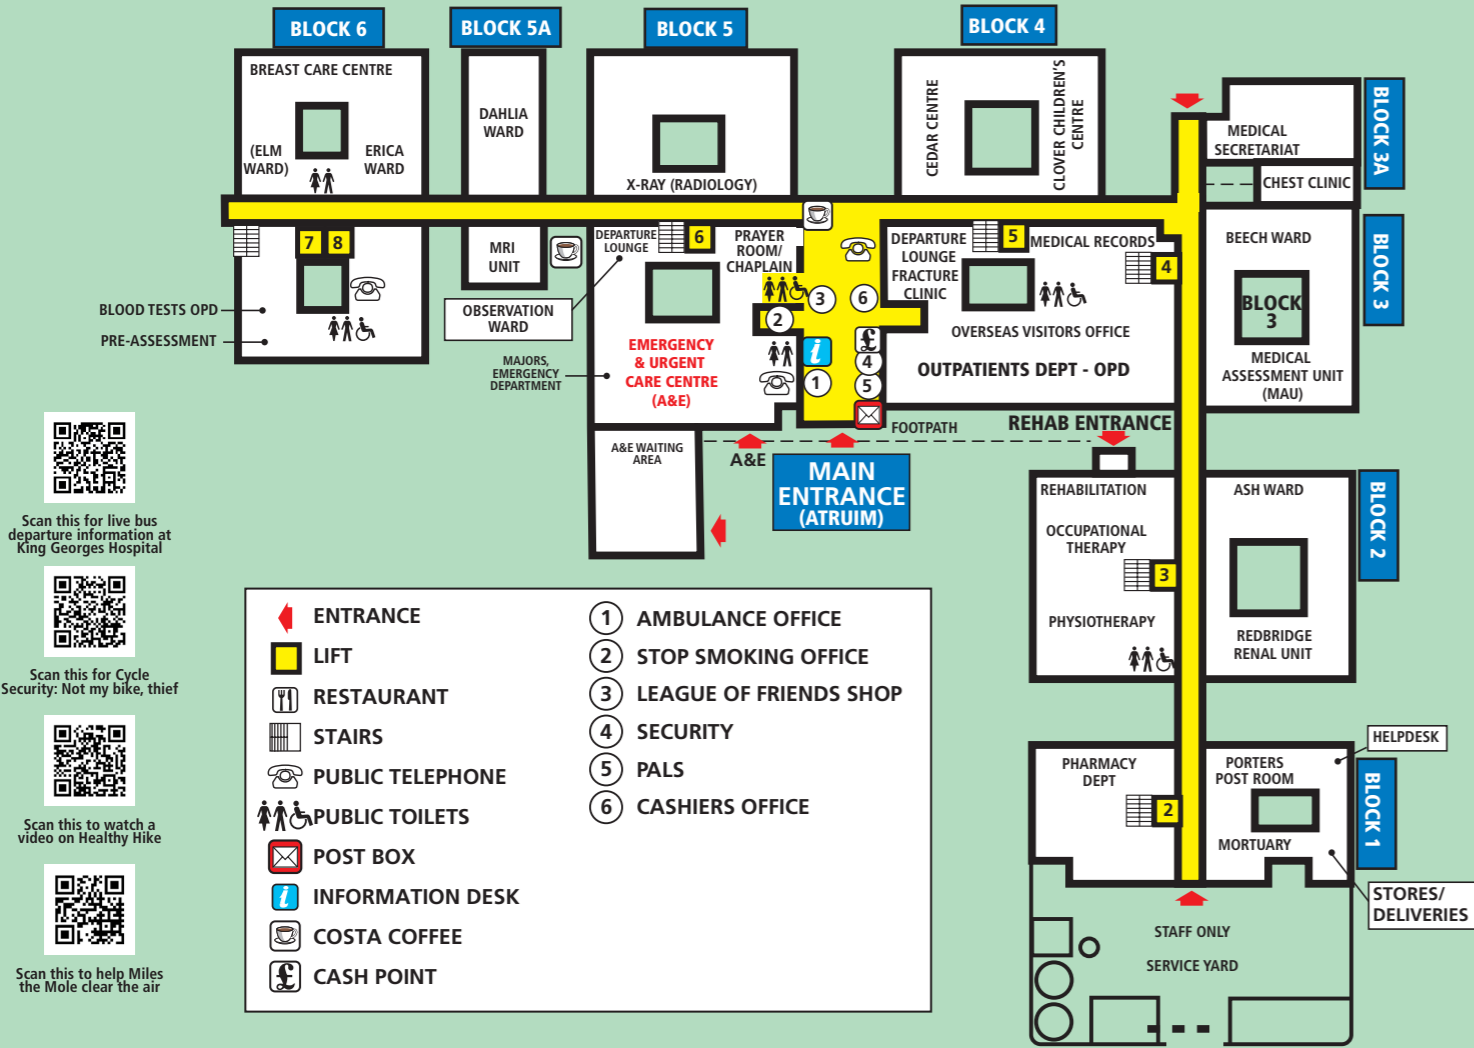 BLOCK 6
BLOCK 5A
BLOCK 5
BLOCK 4
BREAST CARE CENTRE
(ELM
WARD)
ERICA
WARD
DAHLIA
WARD
X-RAY (RADIOLOGY)
CEDAR CENTRE
CLOVER CHILDREN'S
CENTRE
BLOCK 3A
MEDICAL
SECRETARIAT
CHEST CLINIC
7
8
MRI
UNIT
DEPARTURE
LOUNGE
6
PRAYER
ROOM/
CHAPLAIN
DEPARTURE
LOUNGE
FRACTURE
CLINIC
5
MEDICAL RECORDS
4
BEECH WARD
BLOCK 3
BLOCK
3
MEDICAL
ASSESSMENT UNIT
(MAU)
OBSERVATION
WARD
BLOOD TESTS OPD
PRE-ASSESSMENT
MAJORS,
EMERGENCY
DEPARTMENT
EMERGENCY
& URGENT
CARE CENTRE
(A&E)
3
6
2
i
£
4
1
5
OVERSEAS VISITORS OFFICE
OUTPATIENTS DEPT - OPD
FOOTPATH
REHAB ENTRANCE
A&E WAITING
AREA
A&E
MAIN
ENTRANCE
(ATRUIM)
REHABILITATION
OCCUPATIONAL
THERAPY
3
PHYSIOTHERAPY
ASH WARD
REDBRIDGE
RENAL UNIT
BLOCK 2
Scan this for live bus
departure information at
King Georges Hospital
Scan this for Cycle
Security: Not my bike, thief
Scan this to watch a
video on Healthy Hike
Scan this to help Miles
the Mole clear the air
ENTRANCE
LIFT
RESTAURANT
STAIRS
PUBLIC TELEPHONE
PUBLIC TOILETS
POST BOX
i INFORMATION DESK
COSTA COFFEE
£ CASH POINT
1 AMBULANCE OFFICE
2 STOP SMOKING OFFICE
3 LEAGUE OF FRIENDS SHOP
4 SECURITY
5 PALS
6 CASHIERS OFFICE
PHARMACY
DEPT
2
PORTERS
POST ROOM
MORTUARY
HELPDESK
BLOCK 1
STORES/
DELIVERIES
STAFF ONLY
SERVICE YARD